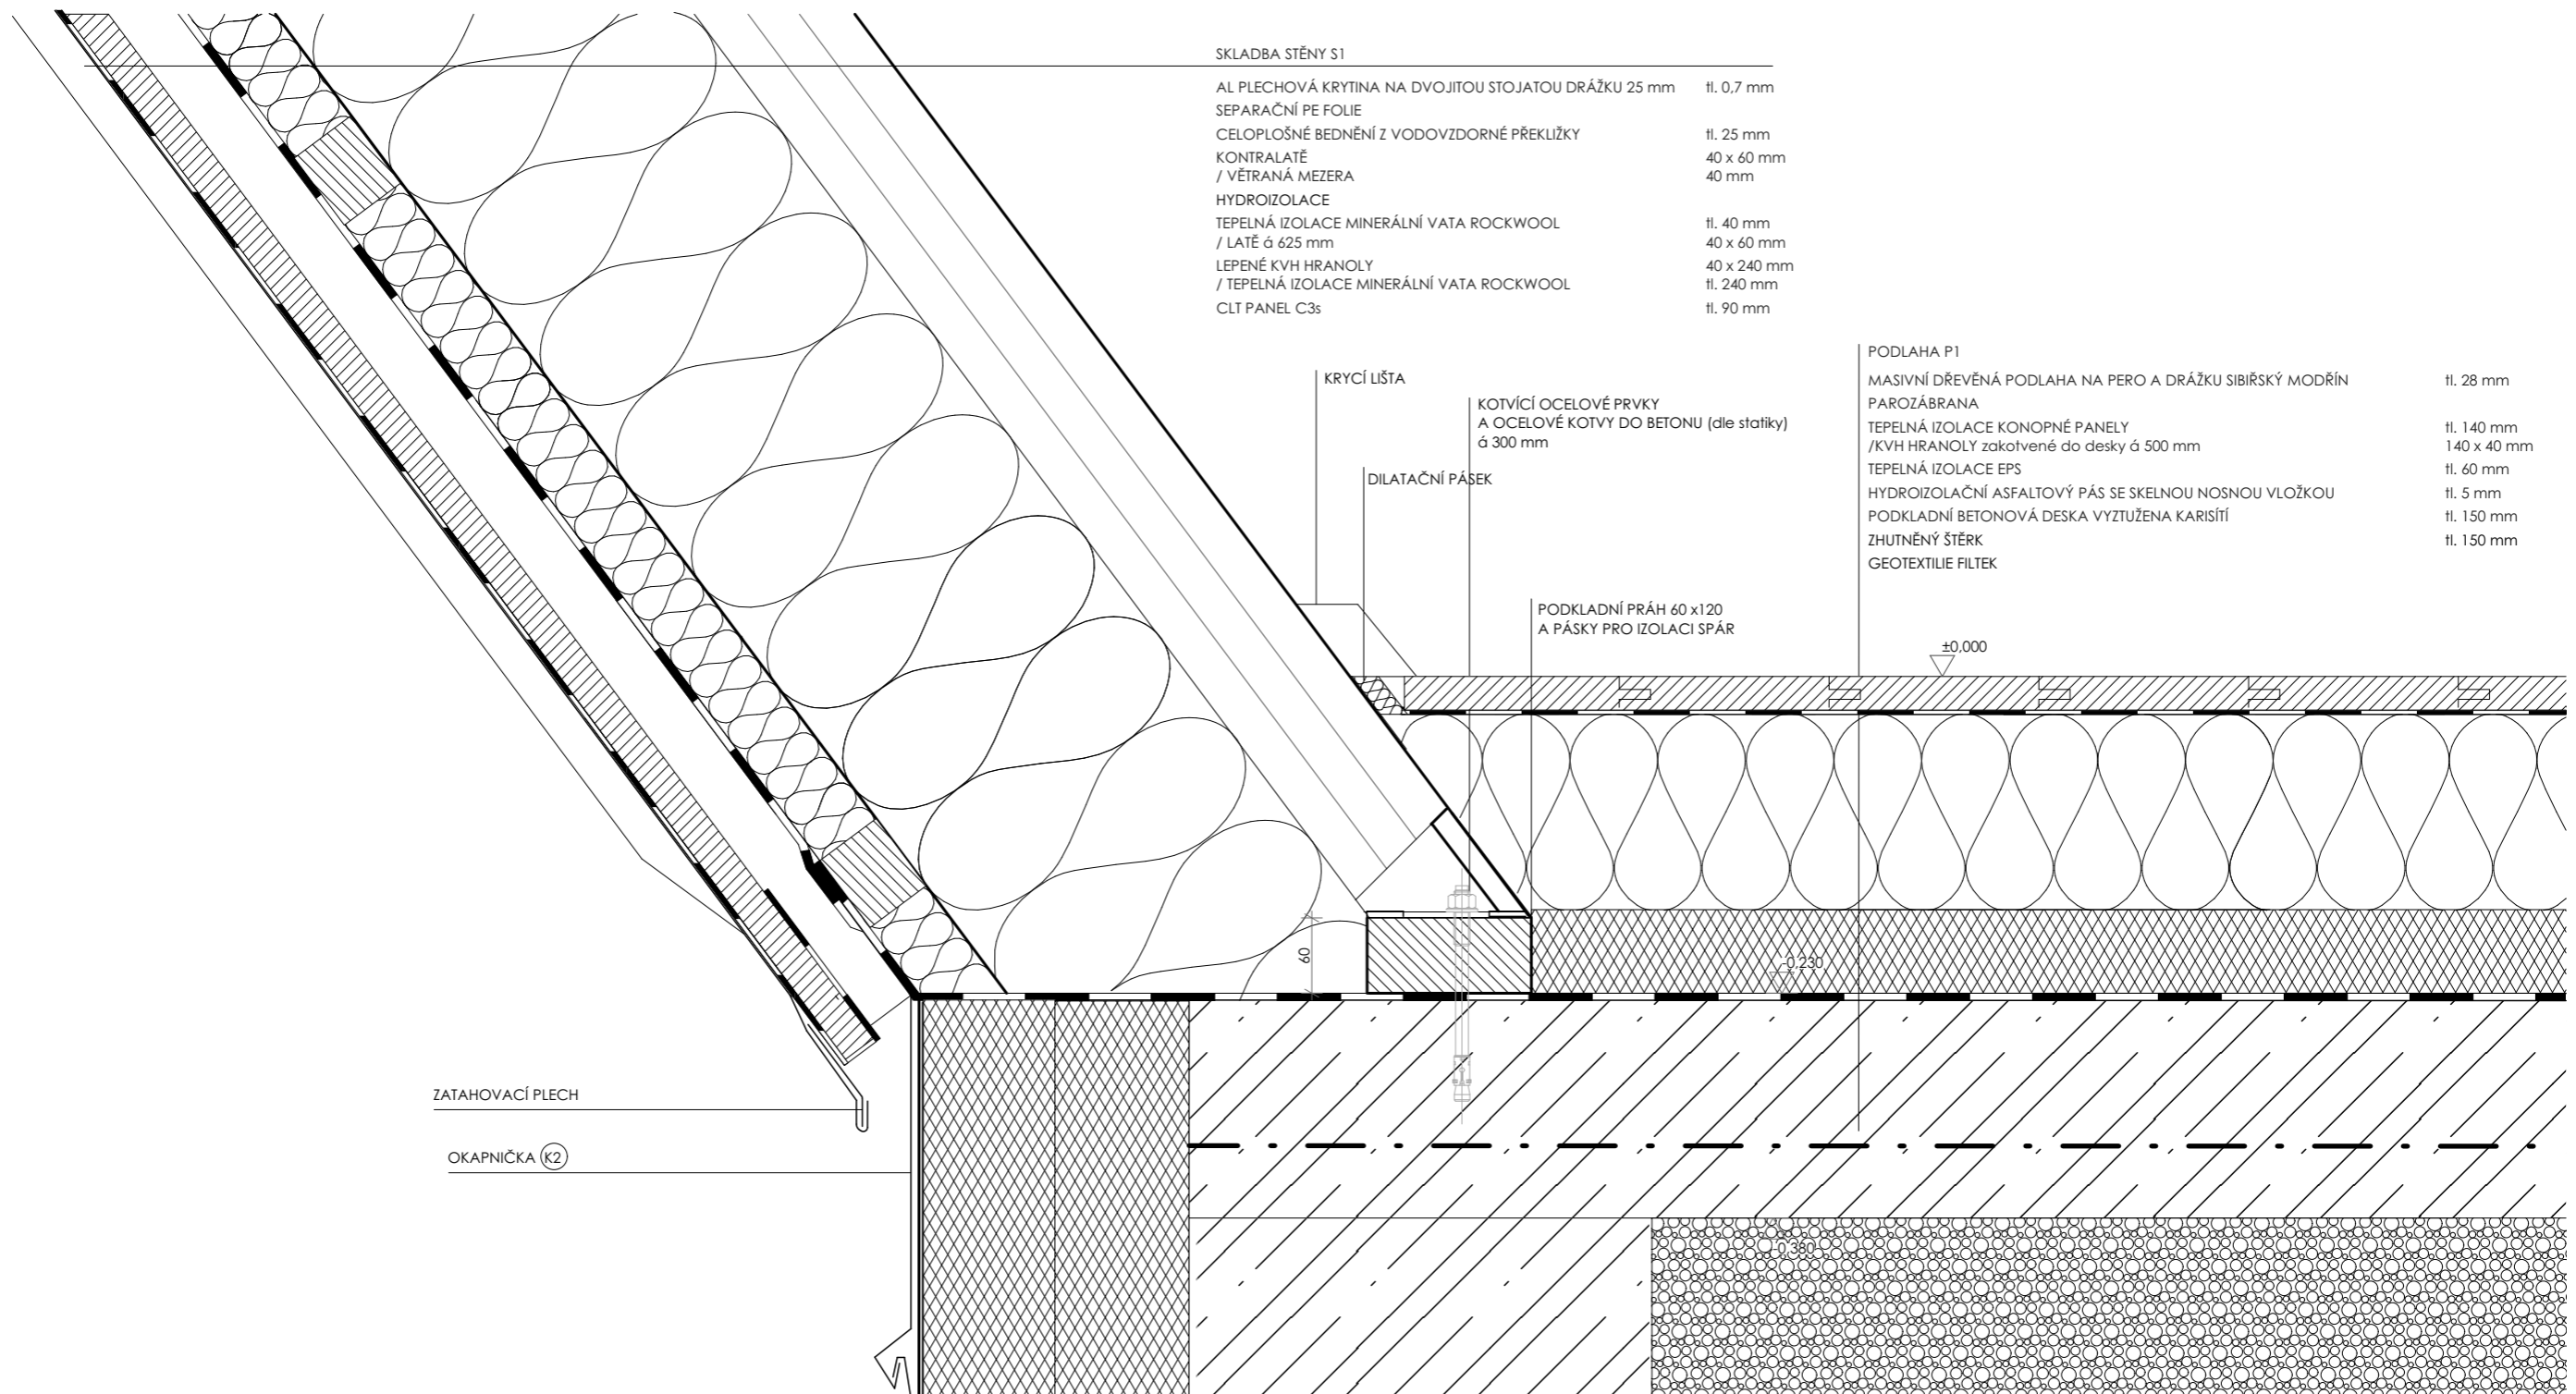 SKLADBA STĚNY S1
AL PLECHOVÁ KRYTINA NA DVOJITOU STOJATOU DRÁŽKU 25 mm tl. 0,7 mm
SEPARAČNÍ PE FOLIE
CELOPLOŠNÉ BEDNĚNÍ Z VODOVZDORNÉ PŘEKLIŽKY tl. 25 mm
KONTRALATĚ 40 x 60 mm
/ VĚTRANÁ MEZERA 40 mm
HYDROIZOLACE
TEPELNÁ IZOLACE MINERÁLNÍ VATA ROCKWOOL tl. 40 mm
/ LATĚ á 625 mm 40 x 60 mm
LEPENÉ KVH HRANOLY 40 x 240 mm
/ TEPELNÁ IZOLACE MINERÁLNÍ VATA ROCKWOOL tl. 240 mm
CLT PANEL C3s tl. 90 mm
KRYCÍ LIŠTA
KOTVÍCÍ OCELOVÉ PRVKY
A OCELOVÉ KOTVY DO BETONU (dle statiky)
á 300 mm
DILATAČNÍ PÁSEK
PODLAHA P1
MASIVNÍ DŘEVĚNÁ PODLAHA NA PERO A DRÁŽKU SIBIŘSKÝ MODŘÍN tl. 28 mm
PAROZÁBRANA
TEPELNÁ IZOLACE KONOPNÉ PANELY tl. 140 mm
/KVH HRANOLY zakotvené do desky á 500 mm 140 x 40 mm
TEPELNÁ IZOLACE EPS tl. 60 mm
HYDROIZOLAČNÍ ASFALTOVÝ PÁS SE SKELNOU NOSNOU VLOŽKOU tl. 5 mm
PODKLADNÍ BETONOVÁ DESKA VYZTUŽENA KARISÍTÍ tl. 150 mm
ZHUTNĚNÝ ŠTĚRK tl. 150 mm
GEOTEXTILIE FILTEK
PODKLADNÍ PRÁH 60 x120
A PÁSKY PRO IZOLACI SPÁR
±0,000
60
-0,230
ZATAHOVACÍ PLECH
OKAPNIČKA K2
-0,380